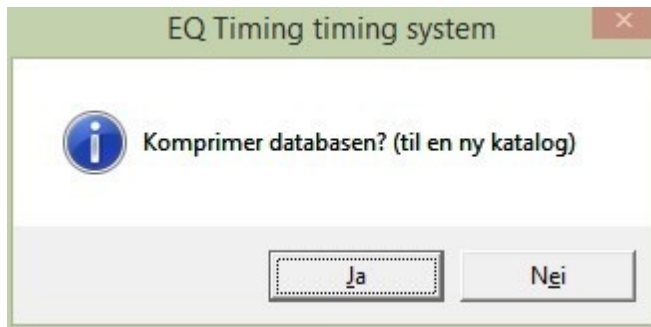 EQ Timing timing system
Komprimer databasen? (til en ny katalog)
Ja
Nei